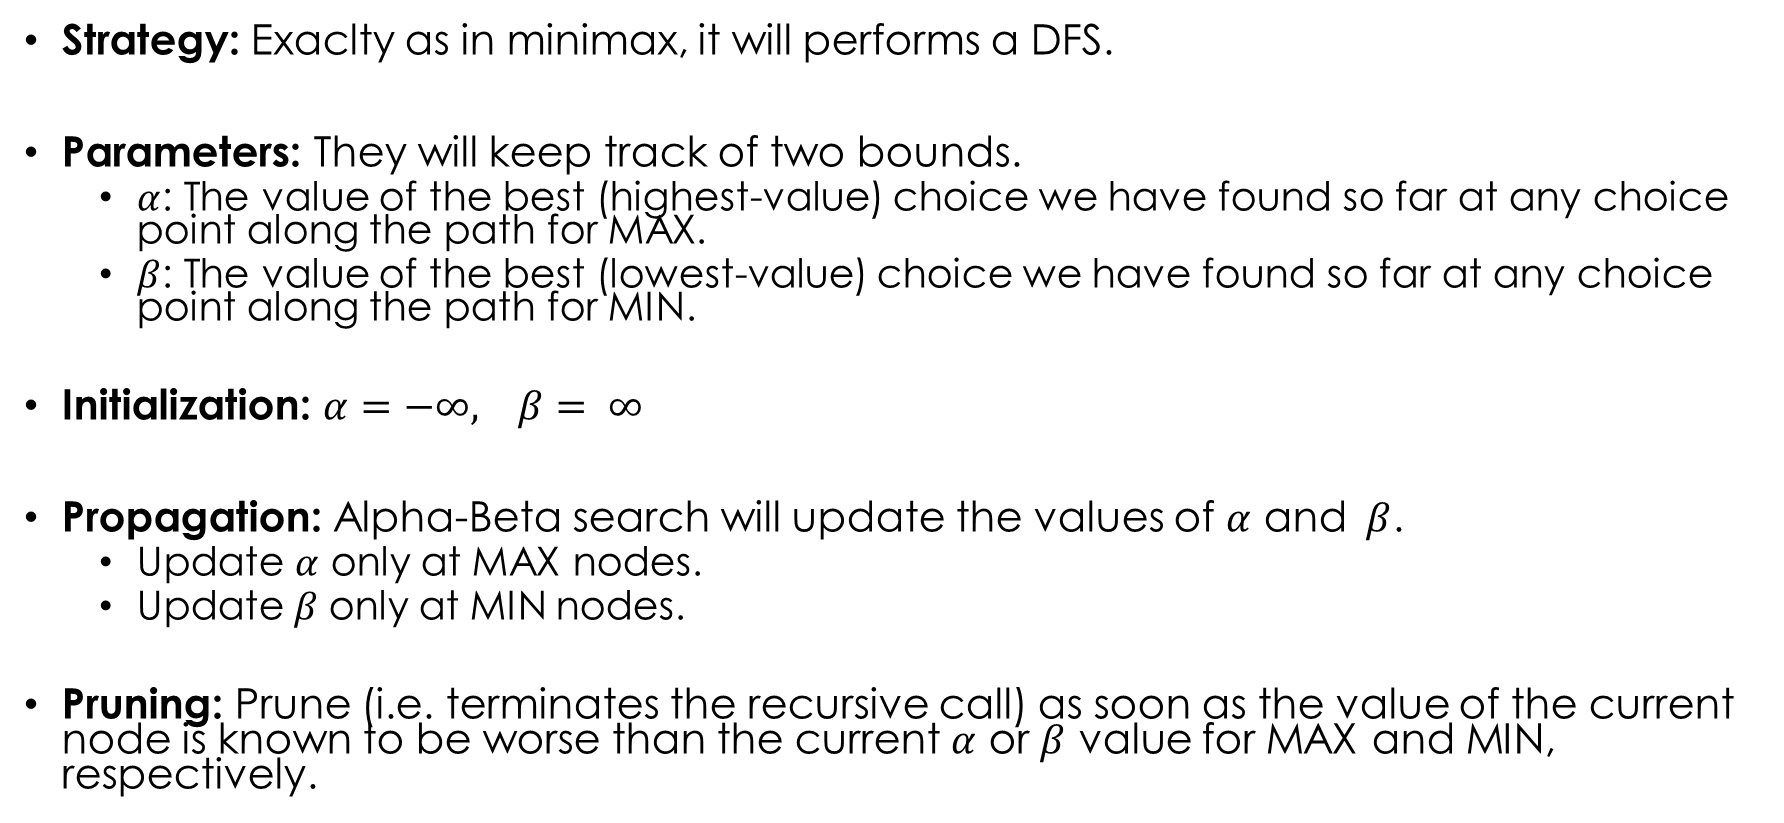 • Strategy: Exaclty as in minimax, it will performs a DFS.
• Parameters: They will keep track of two bounds.
• α: The value of the best (highest-value) choice we have found so far at any choice
point along the path for MAX.
• β: The value of the best (lowest-value) choice we have found so far at any choice
point along the path for MIN.
• Initialization: α = −∞, β = ∞
• Propagation: Alpha-Beta search will update the values of α and β.
• Update α only at MAX nodes.
• Update β only at MIN nodes.
• Pruning: Prune (i.e. terminates the recursive call) as soon as the value of the current
node is known to be worse than the current α or β value for MAX and MIN,
respectively.